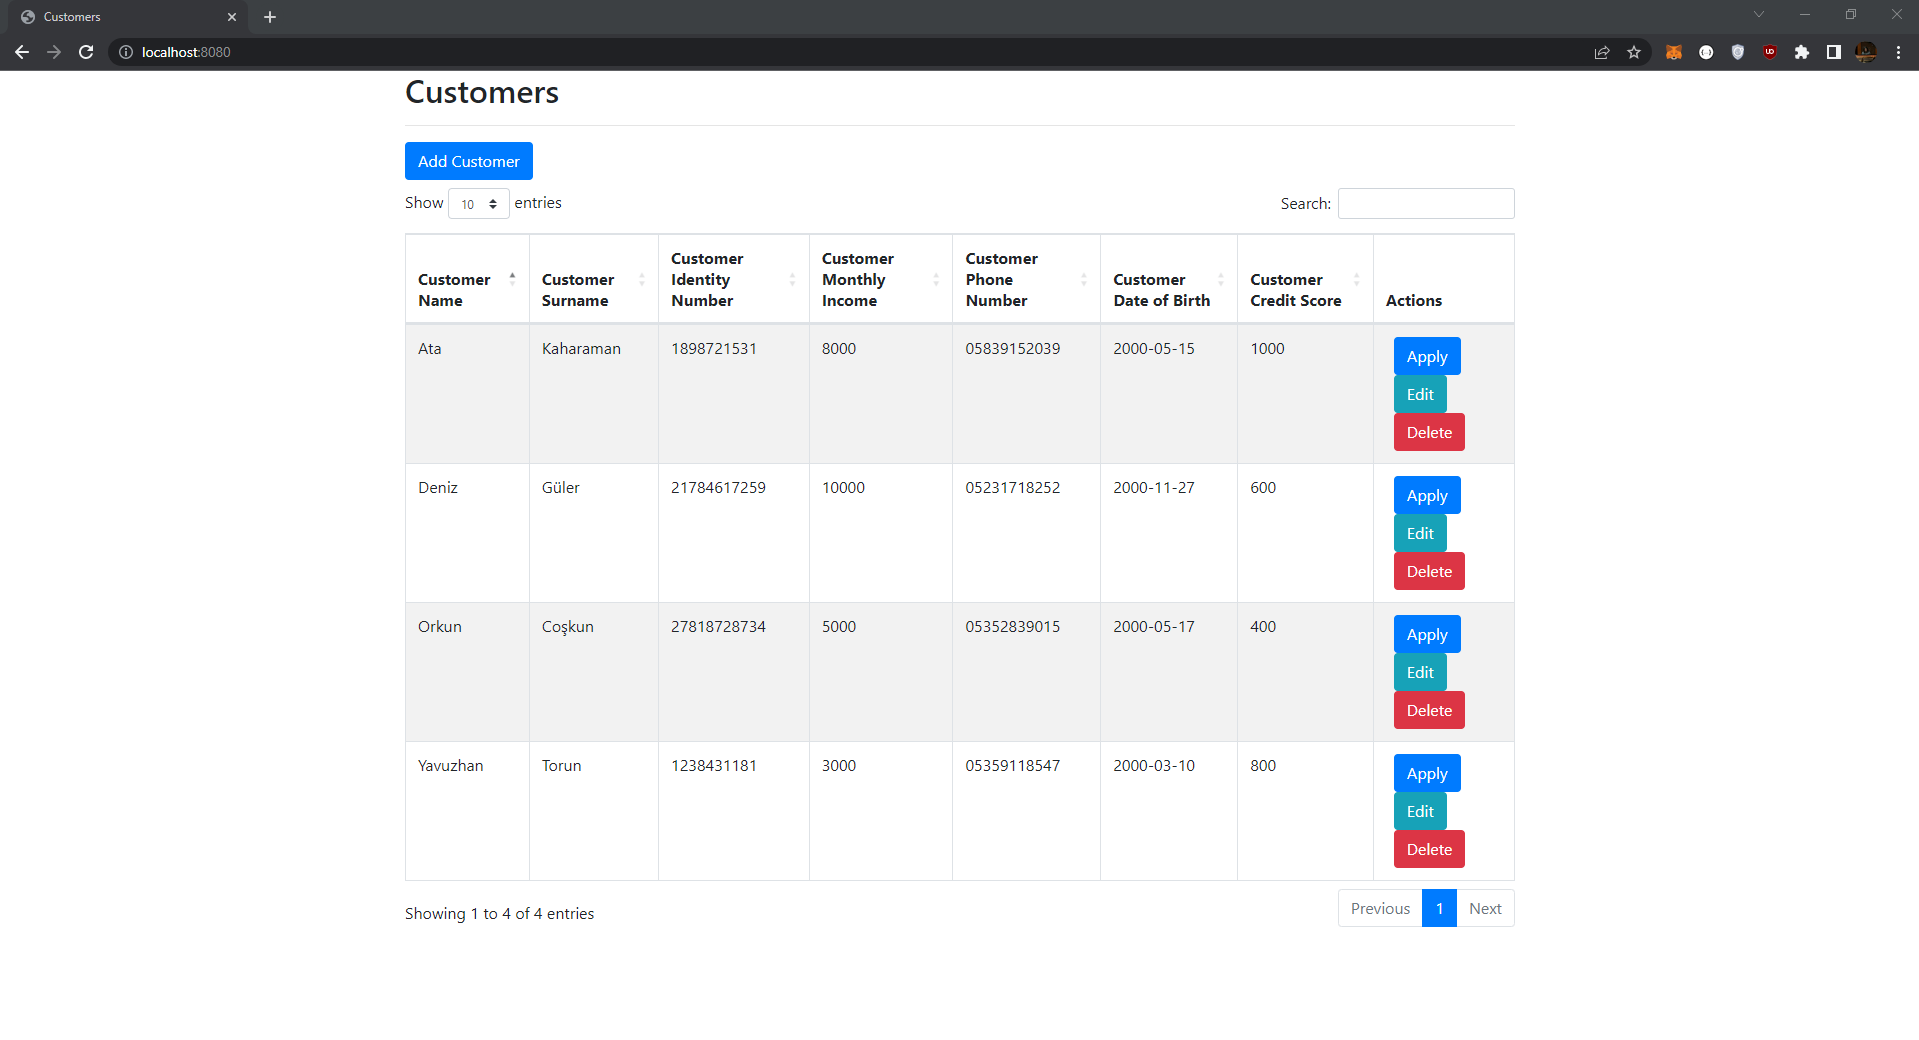 Customers
localhost:8080
Customers
Add Customer
Show 10 entries
Search:
Customer Name
Customer Surname
Customer Identity Number
Customer Monthly Income
Customer Phone Number
Customer Date of Birth
Customer Credit Score
Actions
Ata Kaharaman 1898721531 8000 05839152039 2000-05-15 1000
Apply
Edit
Delete
Deniz Güler 21784617259 10000 05231718252 2000-11-27 600
Apply
Edit
Delete
Orkun Coşkun 27818728734 5000 05352839015 2000-05-17 400
Apply
Edit
Delete
Yavuzhan Torun 1238431181 3000 05359118547 2000-03-10 800
Apply
Edit
Delete
Showing 1 to 4 of 4 entries
Previous 1 Next